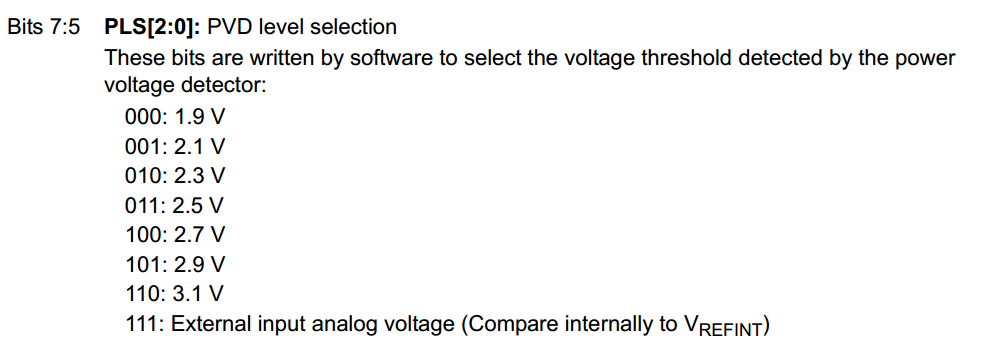 Bits 7:5 PLS[2:0]: PVD level selection
These bits are written by software to select the voltage threshold detected by the power
voltage detector:
000: 1.9 V
001: 2.1 V
010: 2.3 V
011: 2.5 V
100: 2.7 V
101: 2.9 V
110: 3.1 V
111: External input analog voltage (Compare internally to VREFINT)